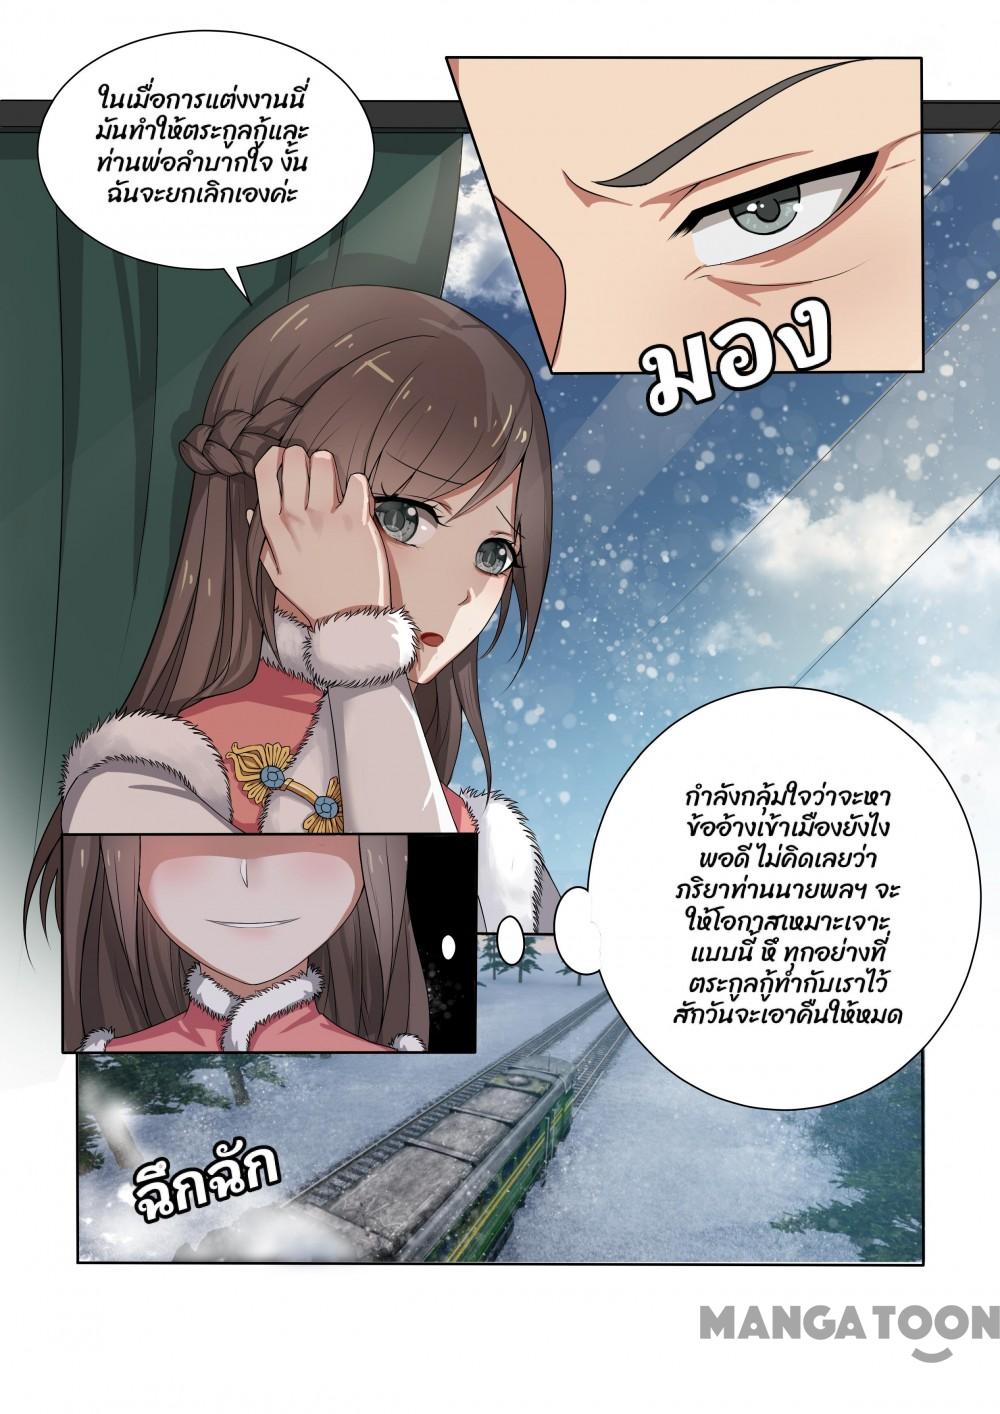 ในเมื่อการแต่งงานนี่
มันทำให้ตระกูลกู้และ
ท่านพ่อลำบากใจ งั้น
ฉันจะยกเลิกเองค่ะ
มอง
กำลังกลุ้มใจว่าจะหา
ข้ออ้างเข้าเมืองยังไง
พอดี ไม่คิดเลยว่า
ภริยาท่านนายพลฯ จะ
ให้โอกาสเหมาะเจาะ
แบบนี้ หึ ทุกอย่างที่
ตระกูลกู้ทำกับเราไว้
สักวันจะเอาคืนให้หมด
ฉึกฉัก
MANGATOON